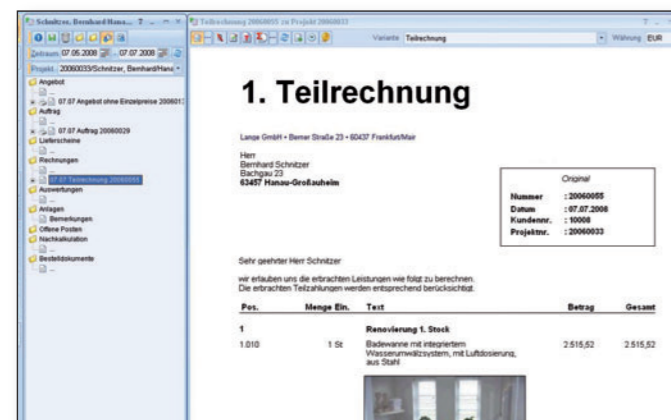 Schnitzer, Bernhard Hana...
Teilrechnung 20060055 zu Projekt 20060033
Zeitraum 07.05.2008 .. 07.07.2008
Projekt 20060033/Schnitzer, Bernhard/Hana
Variante Teilrechnung
Währung EUR
Angebot
...
07.07 Angebot ohne Einzelpreise 2006013
Auftrag
...
07.07 Auftrag 20060029
Lieferscheine
...
Rechnungen
...
07.07 Teilrechnung 20060055
Auswertungen
...
Anlagen
Bemerkungen
Offene Posten
Nachkalkulation
...
Bestelldokumente
...
1. Teilrechnung
Lange GmbH • Berner Straße 23 • 60437 Frankfurt/Mair
Herr
Bernhard Schnitzer
Bachgau 23
63457 Hanau-Großauheim
Original
Nummer : 20060055
Datum : 07.07.2008
Kundennr. : 10008
Projektnr. : 20060033
Sehr geehrter Herr Schnitzer
wir erlauben uns die erbrachten Leistungen wie folgt zu berechnen.
Die erbrachten Teilzahlungen werden entsprechend berücksichtigt.
Pos. Menge Ein. Text Betrag Gesamt
1 Renovierung 1. Stock
1.010 1 St Badewanne mit integriertem 2.515,52 2.515,52
Wasserumwälzsystem, mit Luftdosierung,
aus Stahl